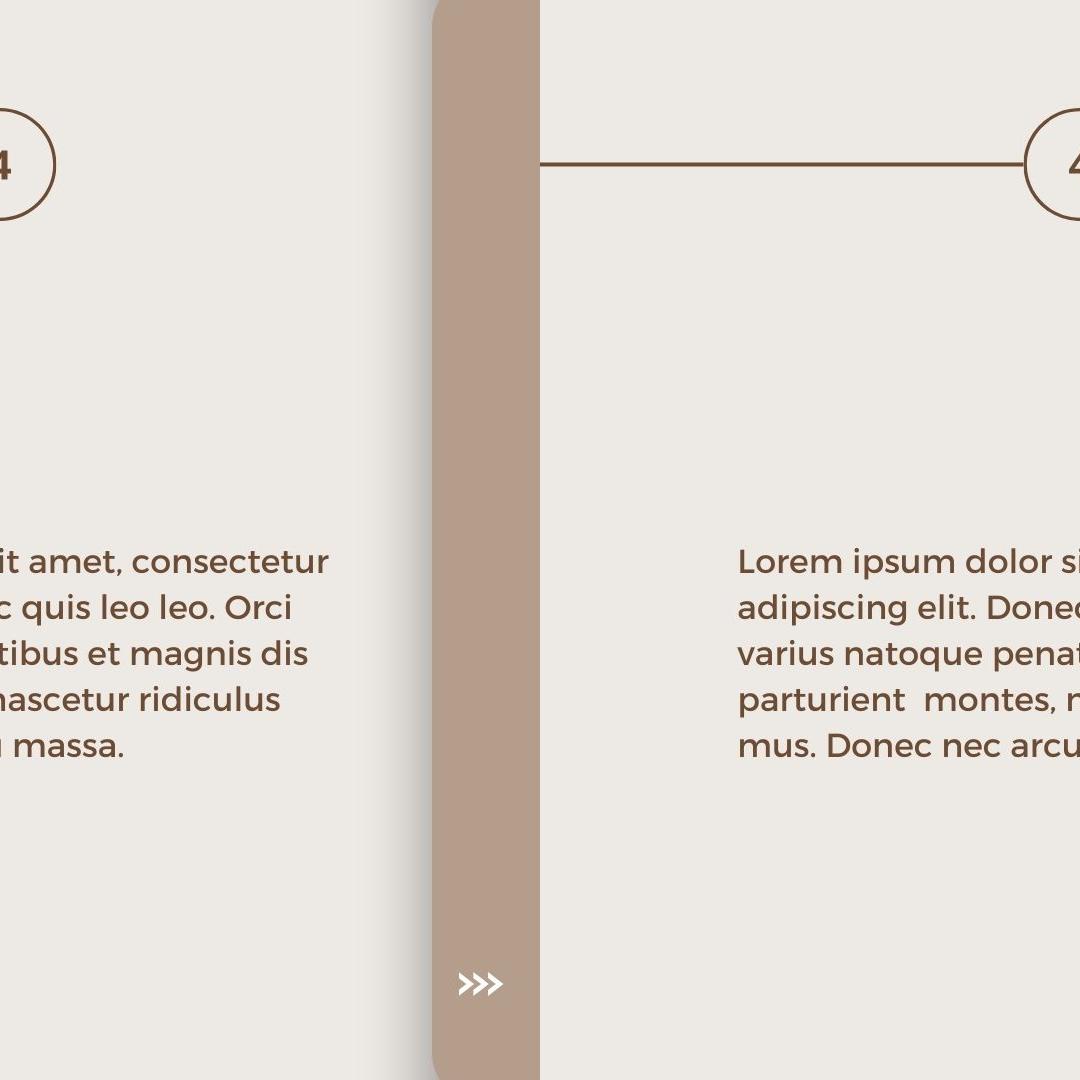 4
it amet, consectetur
quis leo leo. Orci
tibus et magnis dis
nascetur ridiculus
massa.
>>>
4
Lorem ipsum dolor si
adipiscing elit. Donec
varius natoque penat
parturient  montes, n
mus. Donec nec arcu